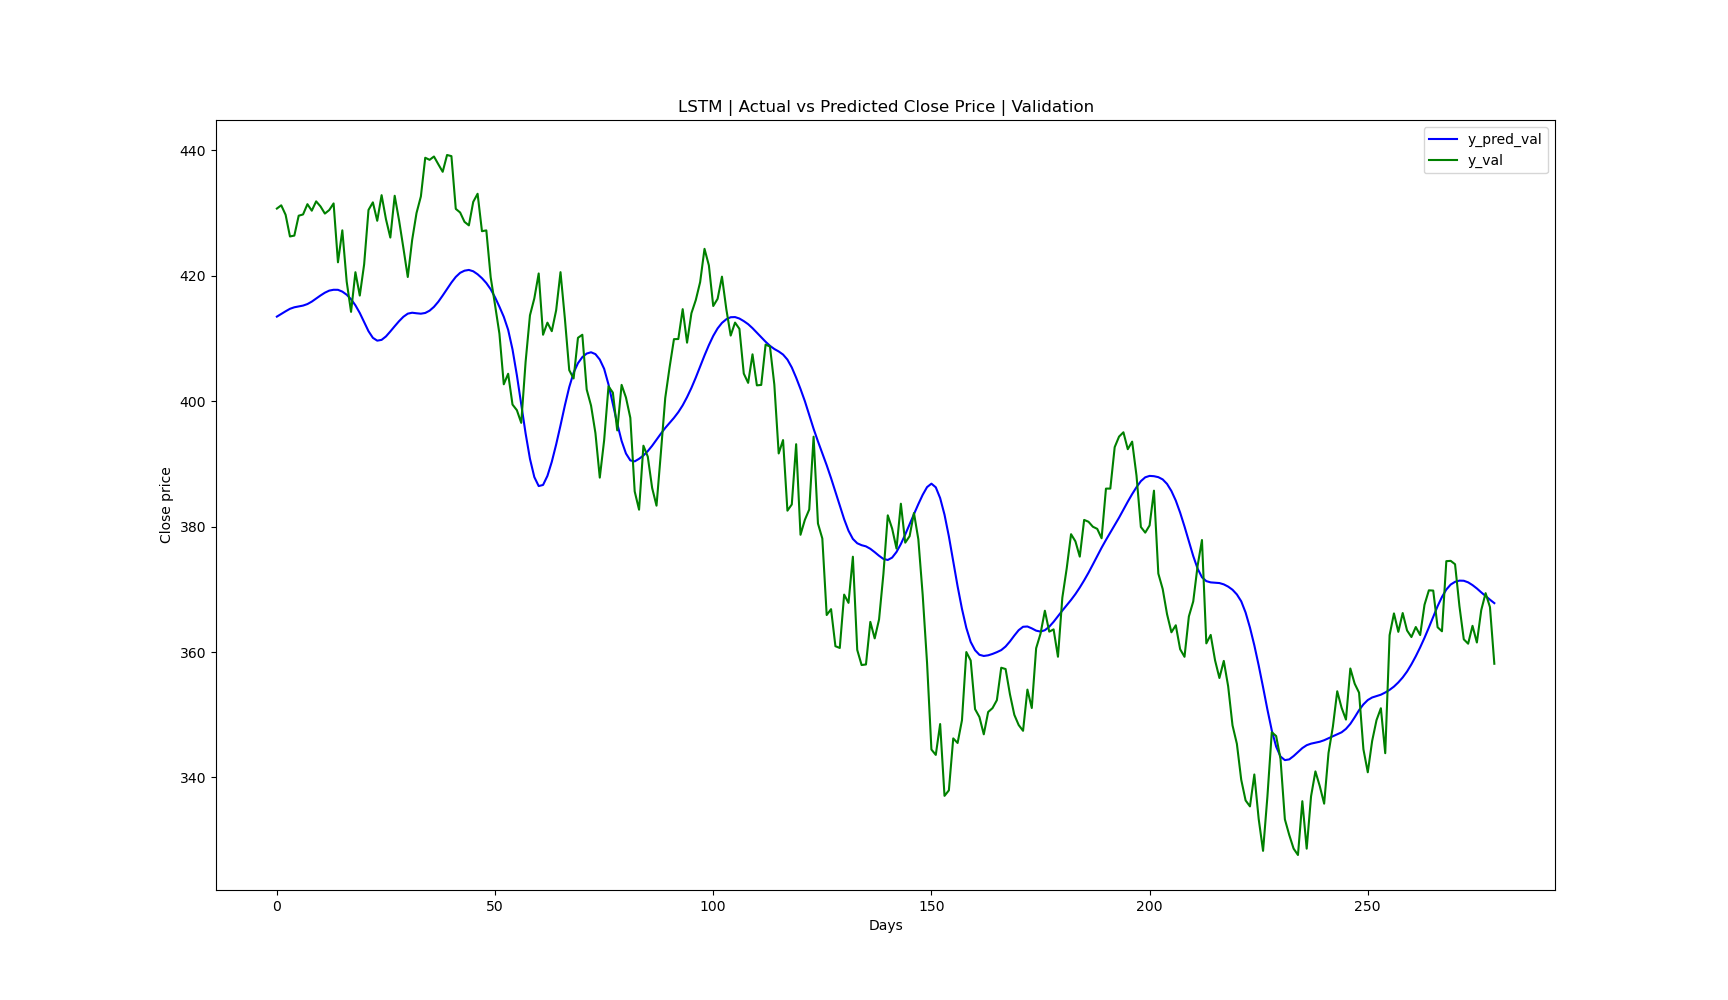 LSTM | Actual vs Predicted Close Price | Validation
y_pred_val
y_val
440
420
400
380
360
340
Close price
0
50
100
150
200
250
Days